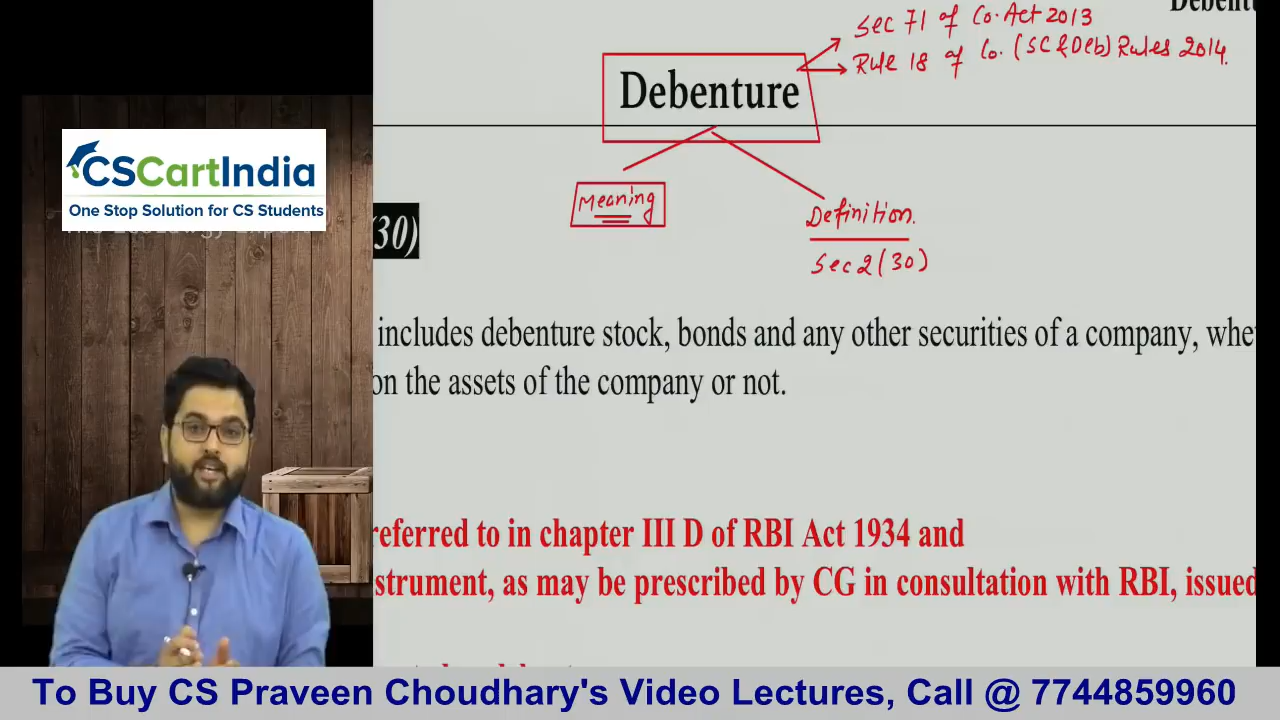 Sec 71 of Co. Act 2013
Rule 18 of Co. (SC & Deb) Rules 2014.
Debenture
CSCartIndia
One Stop Solution for CS Students
Meaning
Definition.
Sec 2(30)
(30)
includes debenture stock, bonds and any other securities of a company, whe
on the assets of the company or not.
referred to in chapter III D of RBI Act 1934 and
strument, as may be prescribed by CG in consultation with RBI, issued
To Buy CS Praveen Choudhary's Video Lectures, Call @ 7744859960